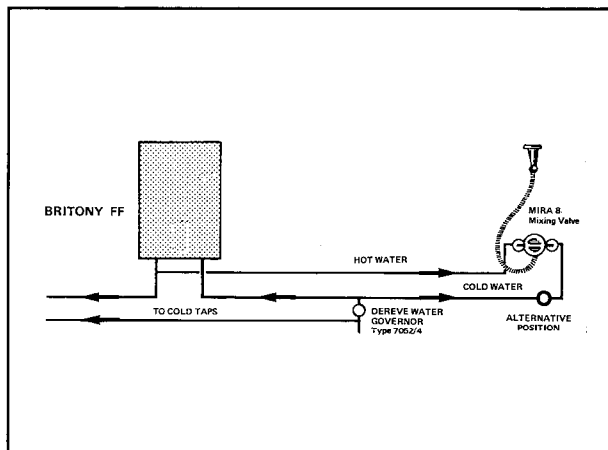 BRITONY FF
MIRA 8.
Mixing Valve
HOT WATER
COLD WATER
TO COLD TAPS
DEREVE WATER
GOVERNOR
Type 7052/4
ALTERNATIVE
POSITION